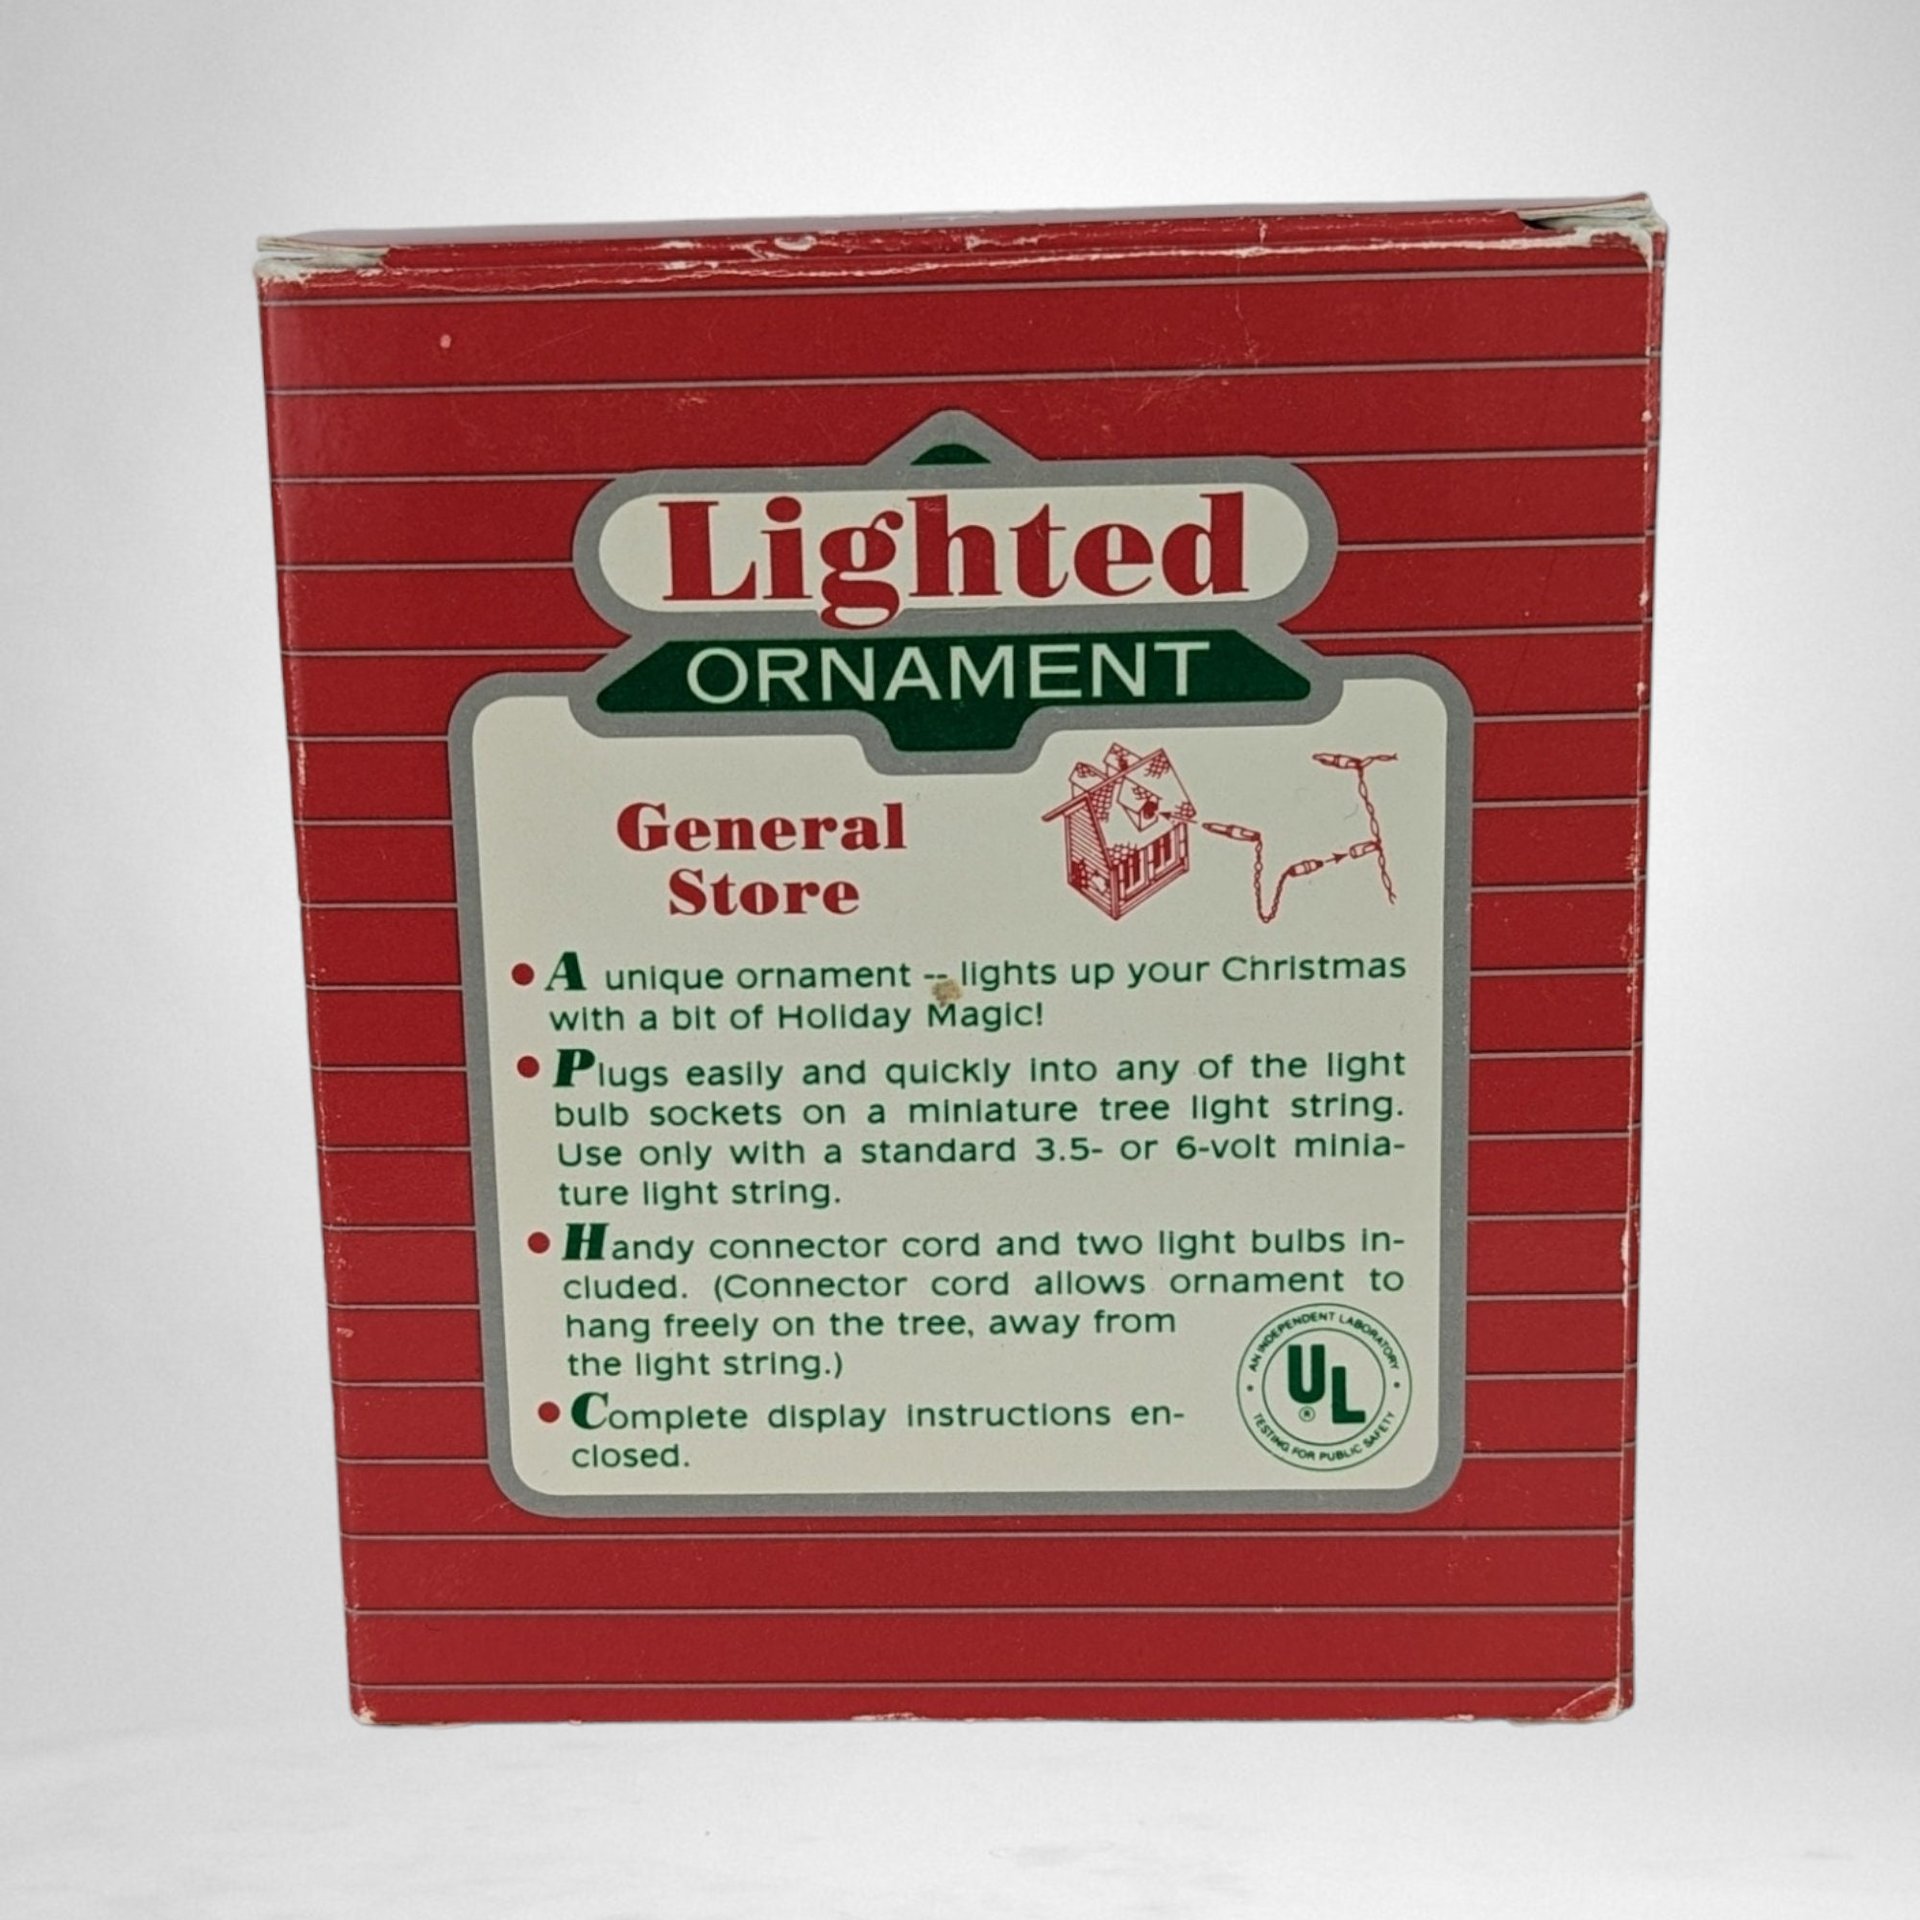 Lighted
ORNAMENT
General
Store
• A unique ornament -- lights up your Christmas
with a bit of Holiday Magic!
• Plugs easily and quickly into any of the light
bulb sockets on a miniature tree light string.
Use only with a standard 3.5- or 6-volt minia-
ture light string.
• Handy connector cord and two light bulbs in-
cluded. (Connector cord allows ornament to
hang freely on the tree, away from
the light string.)
• Complete display instructions en-
closed.
• AN INDEPENDENT LABORATORY •
UL
®
TESTING FOR PUBLIC SAFETY